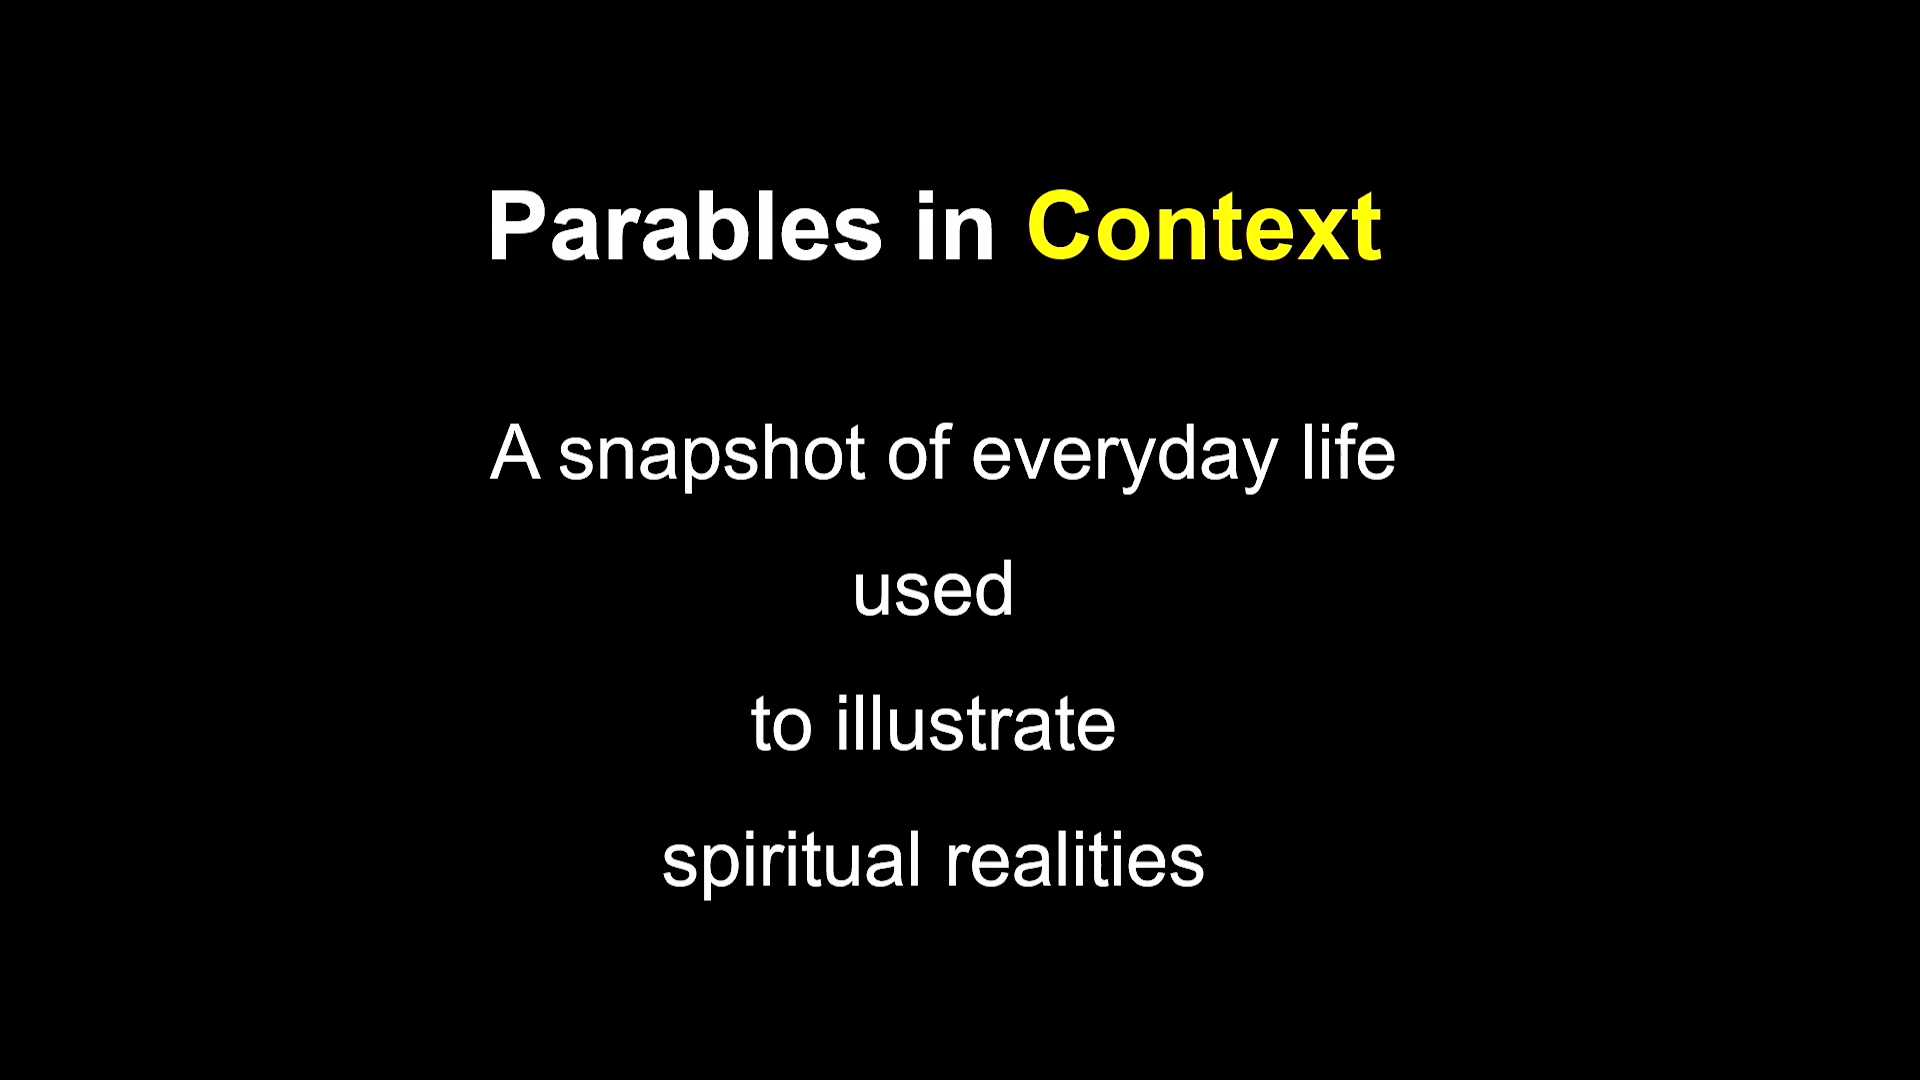 Parables in Context
A snapshot of everyday life
used
to illustrate
spiritual realities